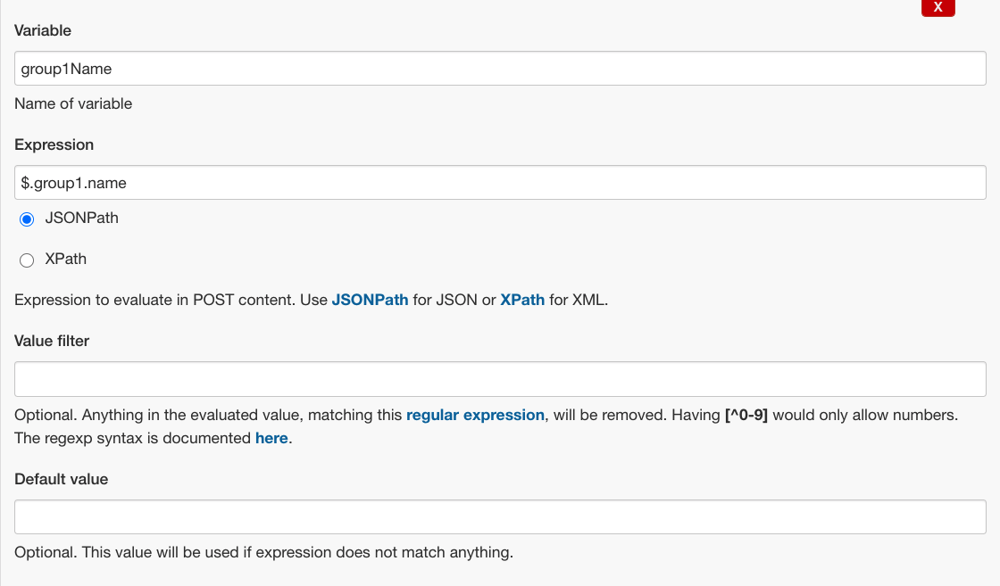 X
Variable
group1Name
Name of variable
Expression
$.group1.name
JSONPath
XPath
Expression to evaluate in POST content. Use JSONPath for JSON or XPath for XML.
Value filter
Optional. Anything in the evaluated value, matching this regular expression, will be removed. Having [^0-9] would only allow numbers.
The regexp syntax is documented here.
Default value
Optional. This value will be used if expression does not match anything.